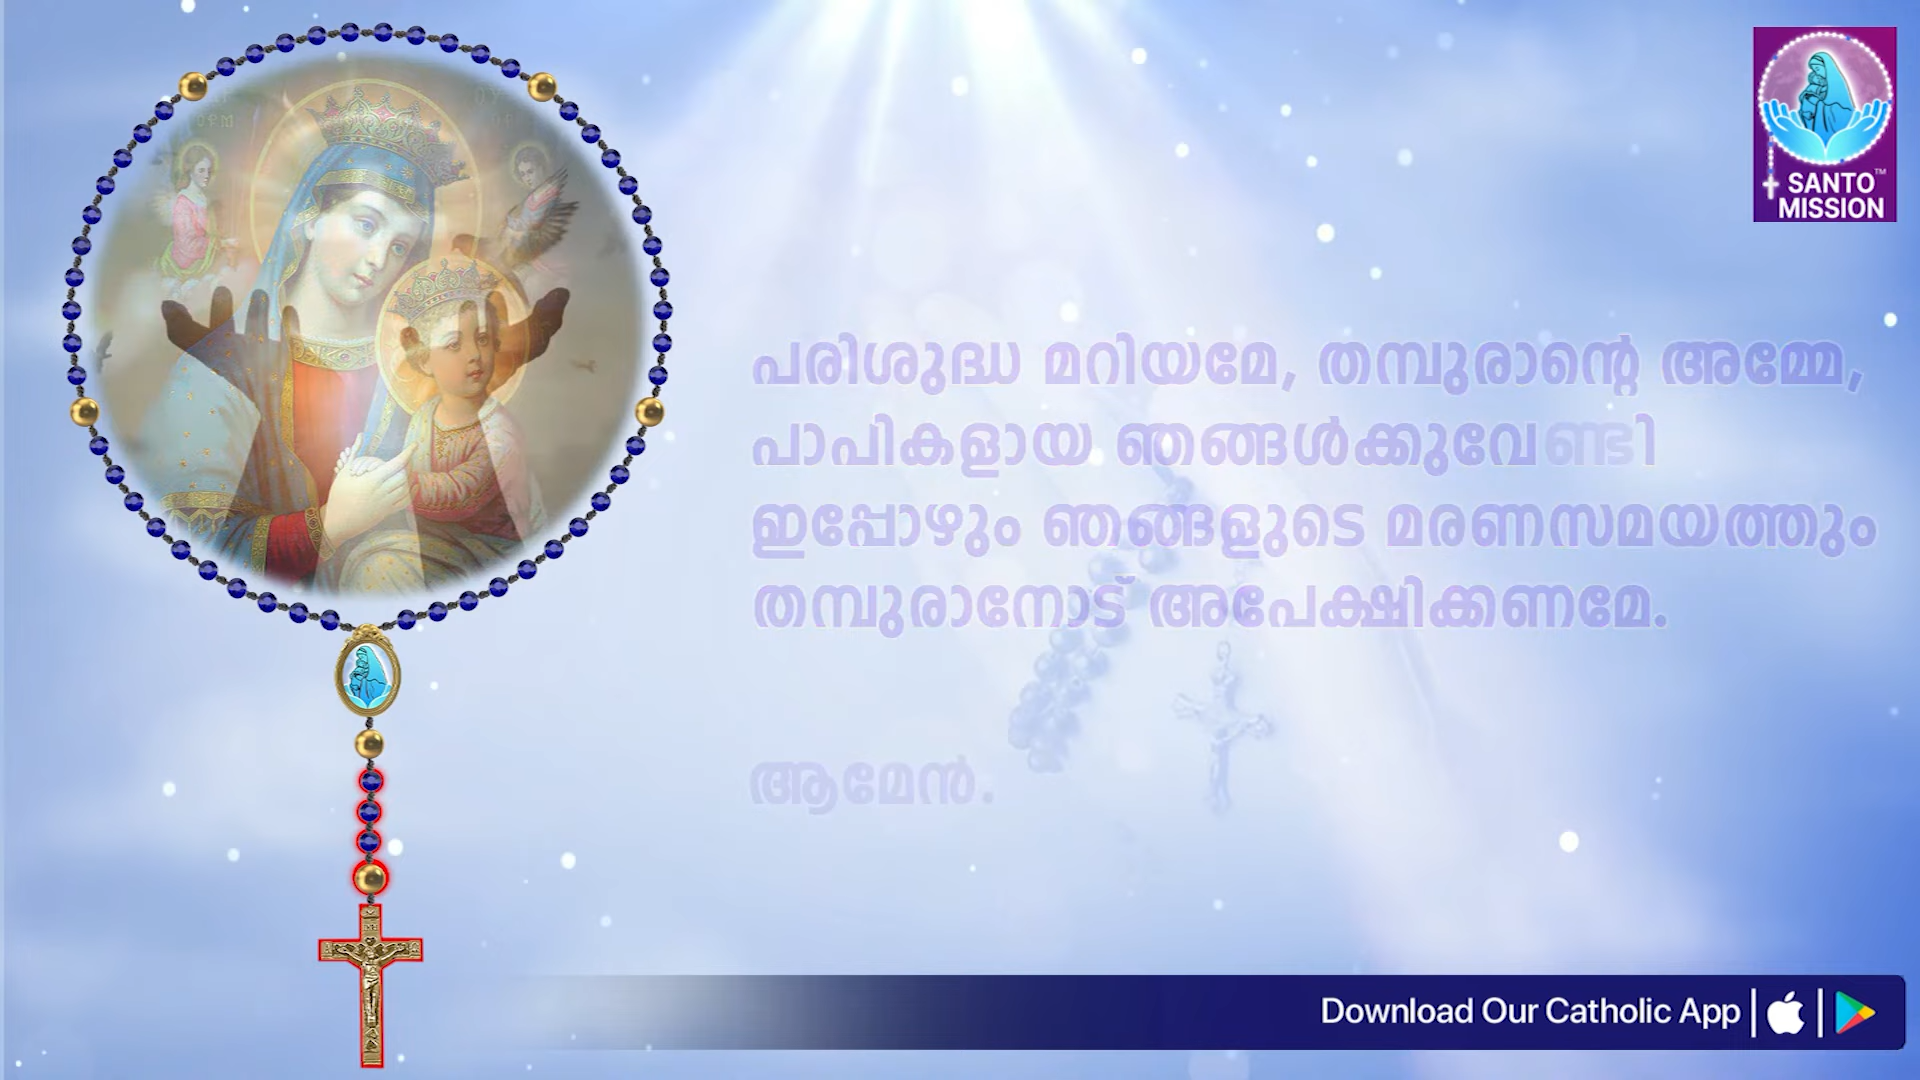 SANTO™
MISSION
പരിശുദ്ധ മറിയമേ, തമ്പുരാന്റെ അമ്മേ,
പാപികളായ ഞങ്ങൾക്കുവേണ്ടി
ഇപ്പോഴും ഞങ്ങളുടെ മരണസമയത്തും
തമ്പുരാനോട് അപേക്ഷിക്കണമേ.
ആമേൻ.
Download Our Catholic App